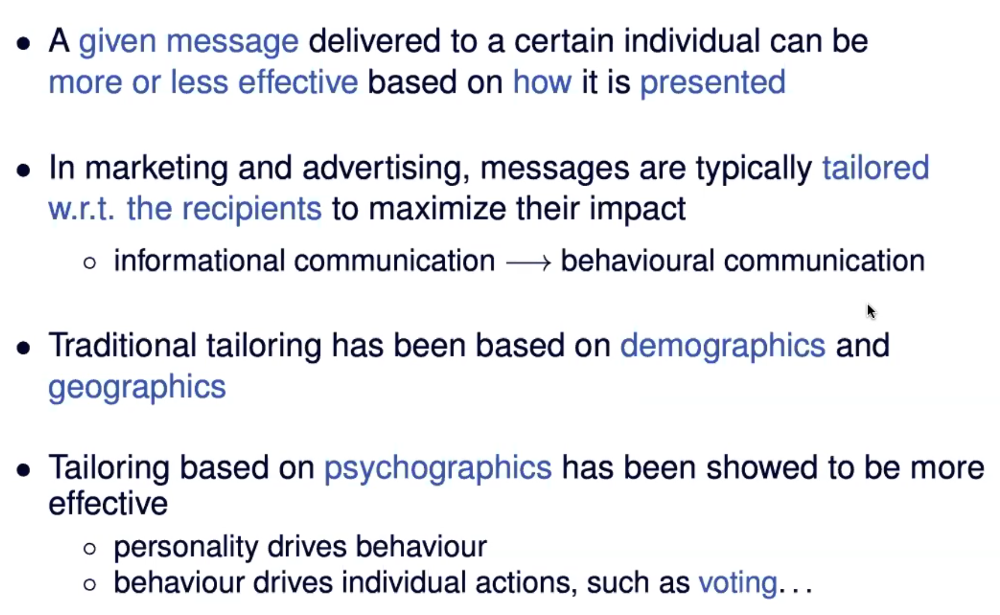 • A given message delivered to a certain individual can be
more or less effective based on how it is presented
• In marketing and advertising, messages are typically tailored
w.r.t. the recipients to maximize their impact
○ informational communication ⟶ behavioural communication
• Traditional tailoring has been based on demographics and
geographics
• Tailoring based on psychographics has been showed to be more
effective
○ personality drives behaviour
○ behaviour drives individual actions, such as voting...